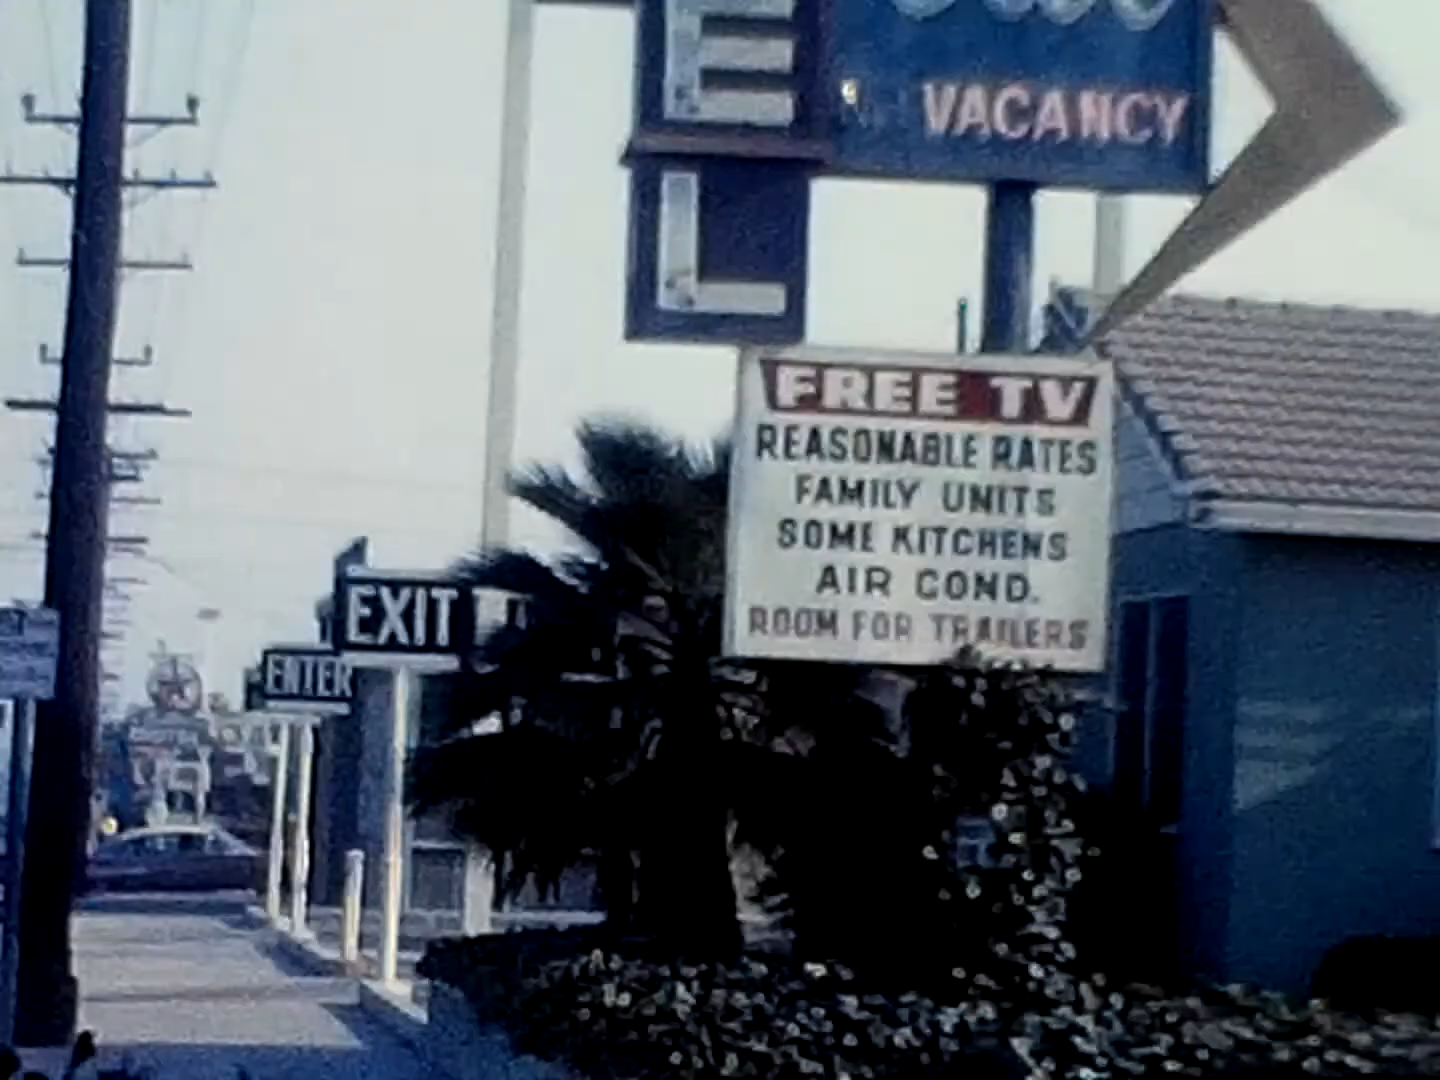 E
L
VACANCY
FREE TV
REASONABLE RATES
FAMILY UNITS
SOME KITCHENS
AIR COND.
ROOM FOR TRAILERS
EXIT
ENTER